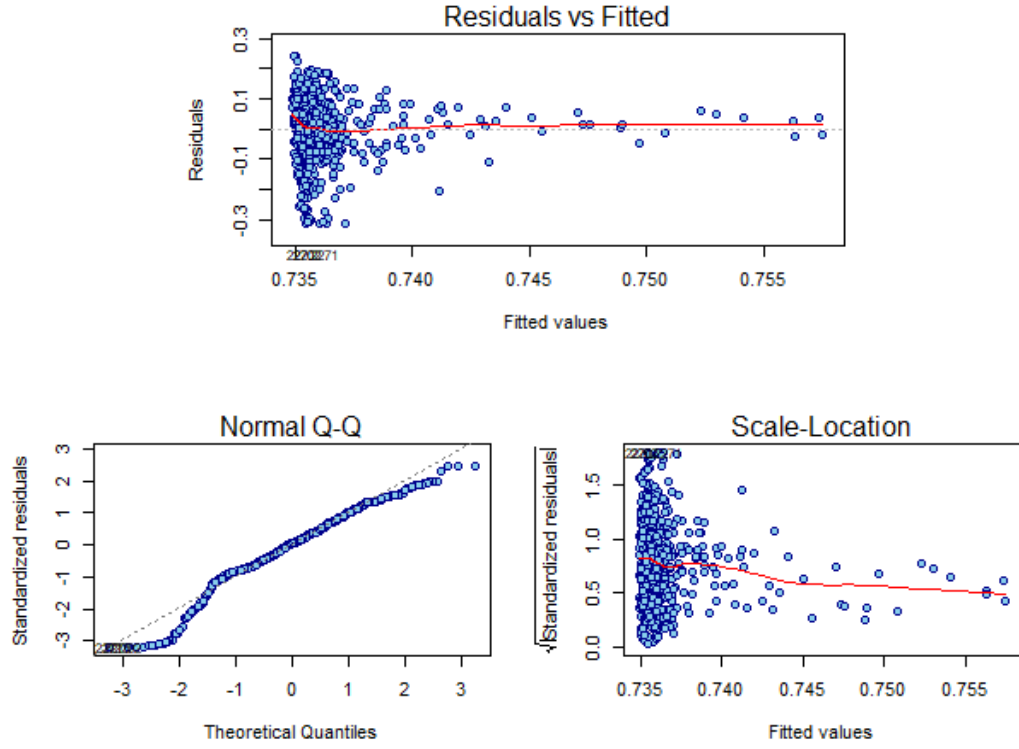 Residuals vs Fitted
Residuals
0.3
0.1
-0.1
-0.3
0.735 0.740 0.745 0.750 0.755
Fitted values
Normal Q-Q
Standardized residuals
3
2
1
0
-1
-2
-3
-3 -2 -1 0 1 2 3
Theoretical Quantiles
Scale-Location
√|Standardized residuals|
1.5
1.0
0.5
0.0
0.735 0.740 0.745 0.750 0.755
Fitted values